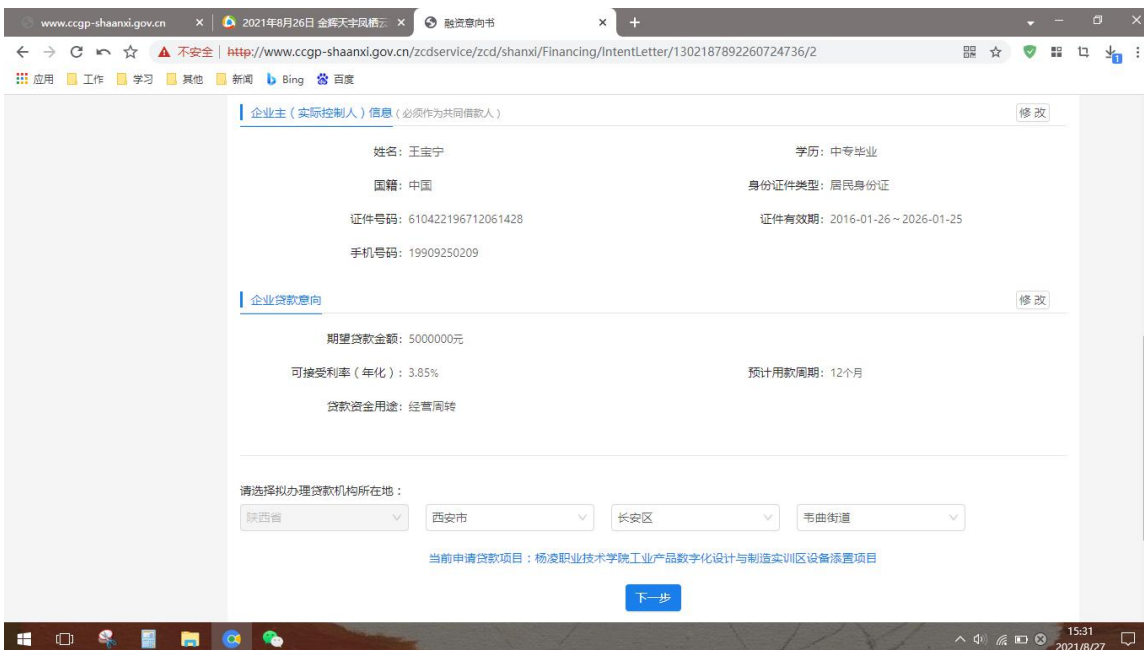 www.ccgp-shaanxi.gov.cn × 2021年8月26日 金辉天宇凤栖云 × 融资意向书 × +
不安全 | http://www.ccgp-shaanxi.gov.cn/zcdservice/zcd/shanxi/Financing/IntentLetter/1302187892260724736/2
应用 工作 学习 其他 新闻 Bing 百度
企业主(实际控制人)信息(必须作为共同借款人) 修改
姓名:王宝宁 学历:中专毕业
国籍:中国 身份证件类型:居民身份证
证件号码:610422196712061428 证件有效期:2016-01-26~2026-01-25
手机号码:19909250209
企业贷款意向 修改
期望贷款金额:5000000元
可接受利率(年化):3.85% 预计用款周期:12个月
贷款资金用途:经营周转
请选择拟办理贷款机构所在地:
陕西省 西安市 长安区 韦曲街道
当前申请贷款项目:杨凌职业技术学院工业产品数字化设计与制造实训区设备添置项目
下一步
15:31
2021/8/27